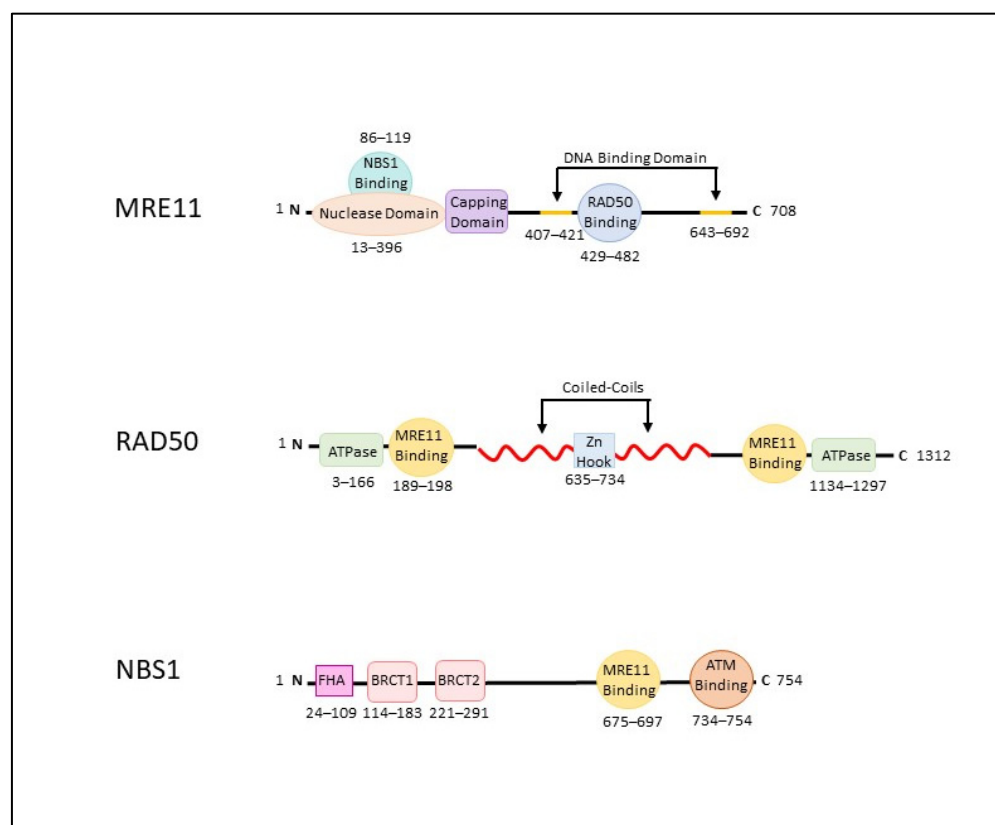 86–119
NBS1
Binding
DNA Binding Domain
MRE11
1 N
Nuclease Domain
Capping
Domain
RAD50
Binding
C 708
13–396
407–421
429–482
643–692
Coiled-Coils
RAD50
1 N
ATPase
MRE11
Binding
Zn
Hook
MRE11
Binding
ATPase
C 1312
3–166
189–198
635–734
1134–1297
NBS1
1 N
FHA
BRCT1
BRCT2
MRE11
Binding
ATM
Binding
C 754
24–109
114–183
221–291
675–697
734–754